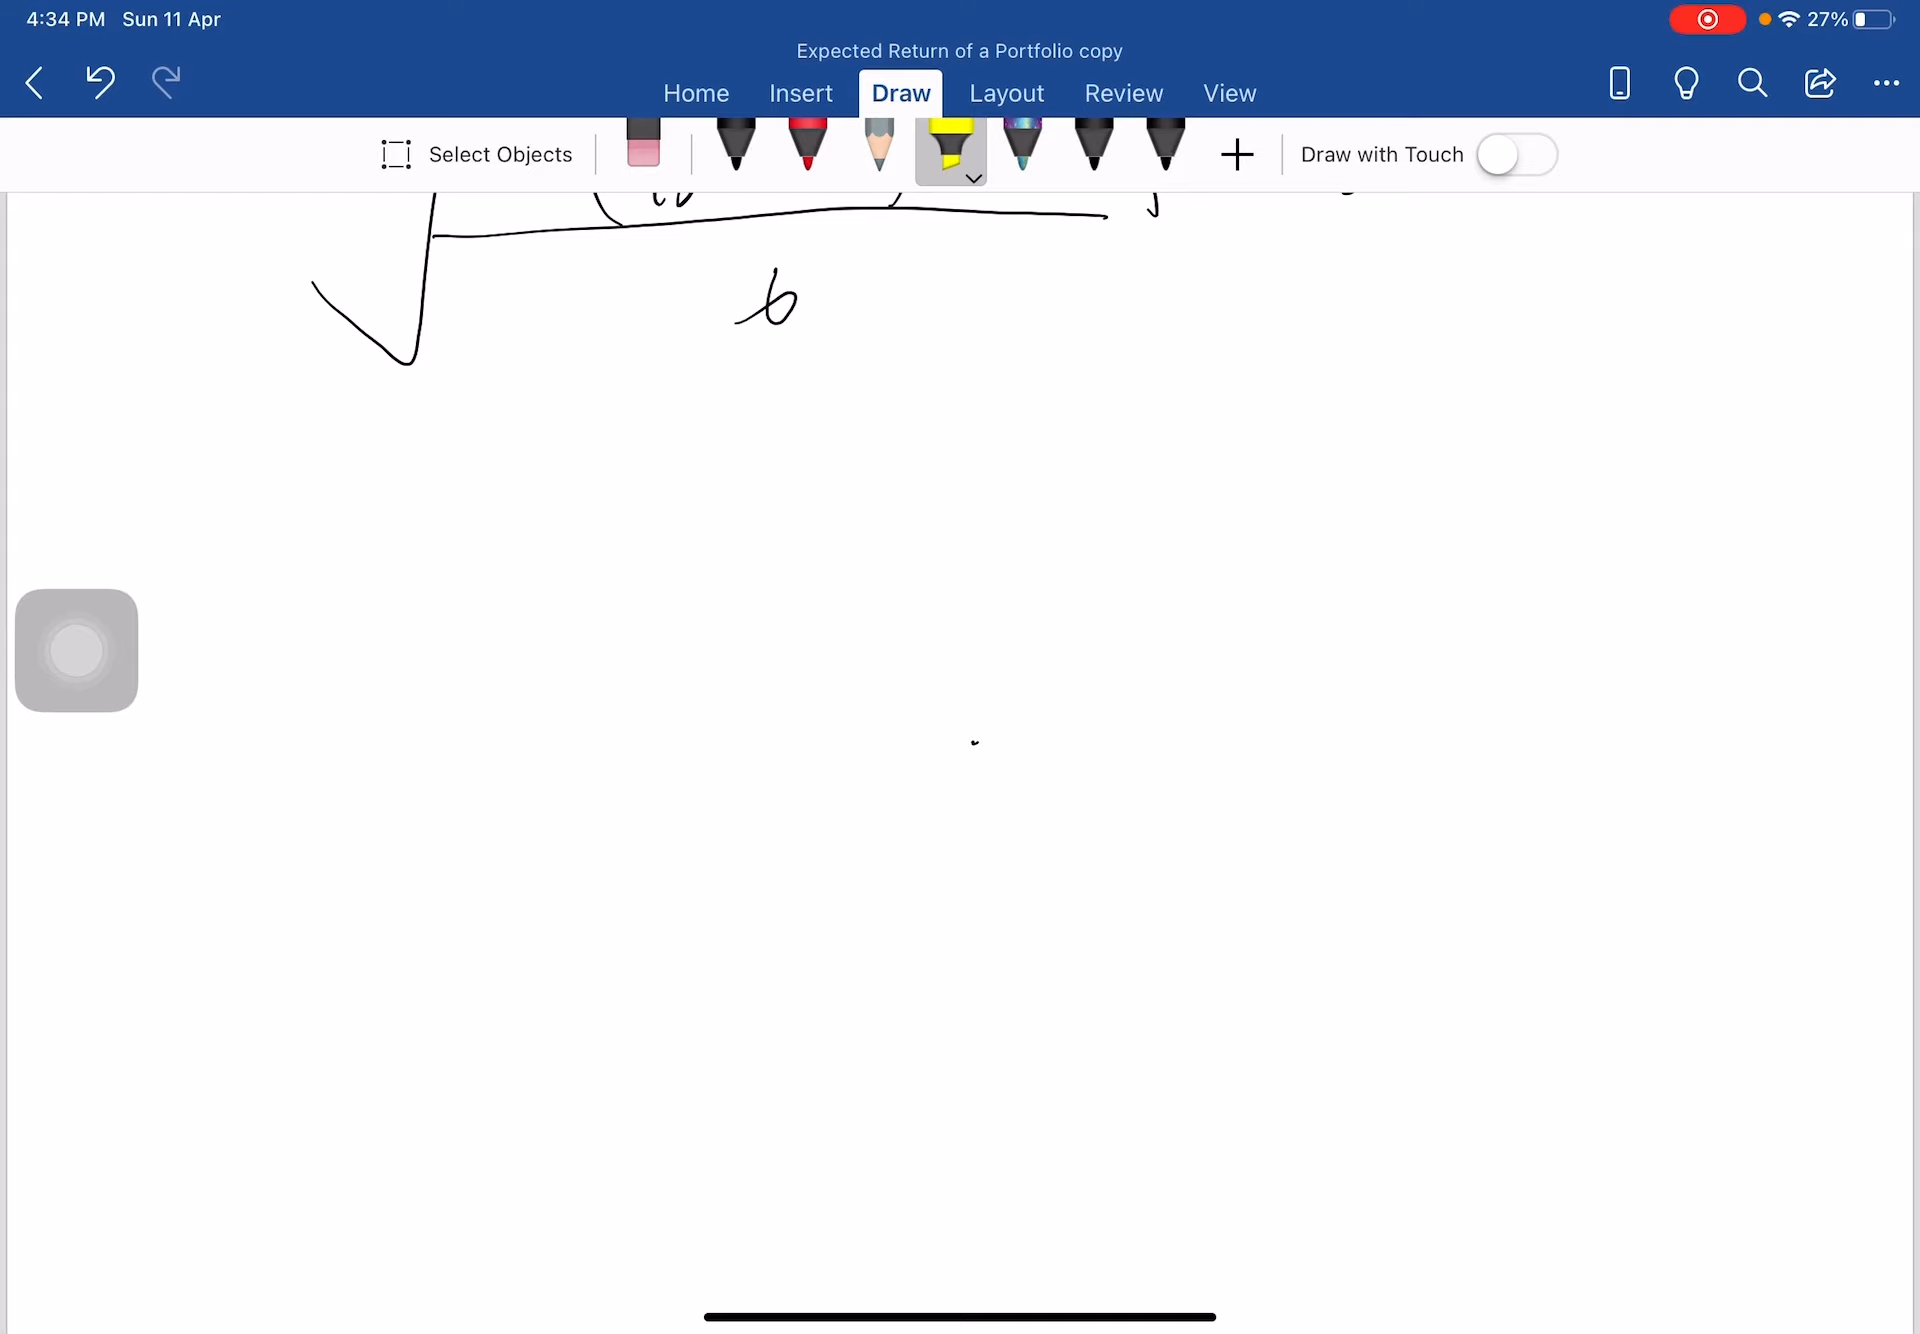 4:34 PM Sun 11 Apr
27%
Expected Return of a Portfolio copy
Home Insert Draw Layout Review View
Select Objects
Draw with Touch
6